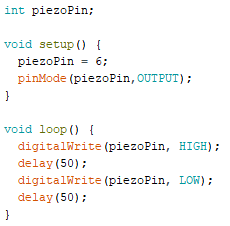 int piezoPin;

void setup() {
  piezoPin = 6;
  pinMode(piezoPin,OUTPUT);
}

void loop() {
  digitalWrite(piezoPin, HIGH);
  delay(50);
  digitalWrite(piezoPin, LOW);
  delay(50);
}